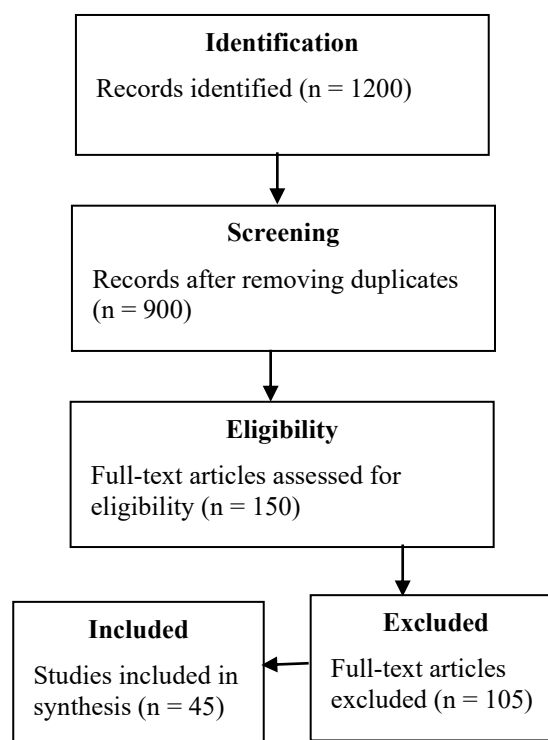 Identification
Records identified (n = 1200)
Screening
Records after removing duplicates
(n = 900)
Eligibility
Full-text articles assessed for
eligibility (n = 150)
Included
Studies included in
synthesis (n = 45)
Excluded
Full-text articles
excluded (n = 105)